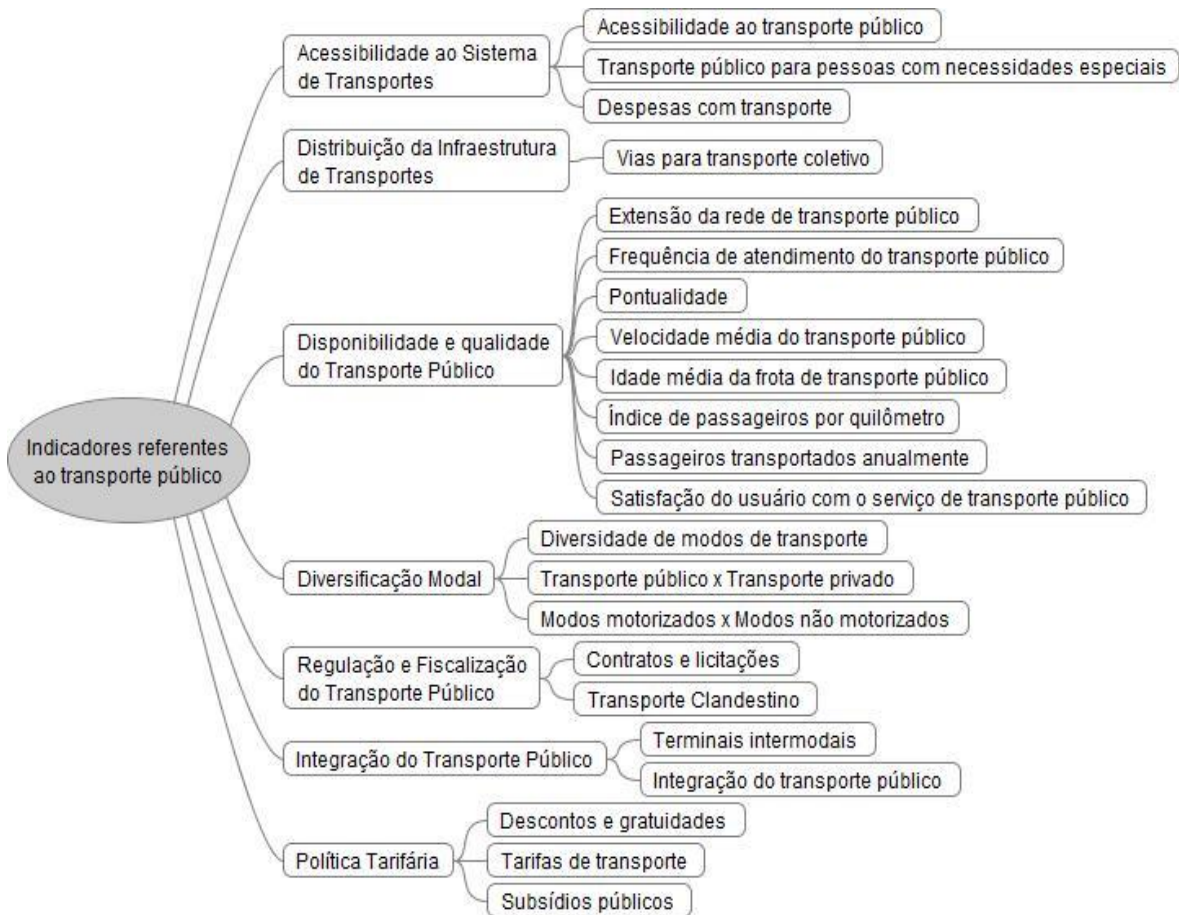 Indicadores referentes
ao transporte público
Acessibilidade ao Sistema
de Transportes
Acessibilidade ao transporte público
Transporte público para pessoas com necessidades especiais
Despesas com transporte
Distribuição da Infraestrutura
de Transportes
Vias para transporte coletivo
Disponibilidade e qualidade
do Transporte Público
Extensão da rede de transporte público
Frequência de atendimento do transporte público
Pontualidade
Velocidade média do transporte público
Idade média da frota de transporte público
Índice de passageiros por quilômetro
Passageiros transportados anualmente
Satisfação do usuário com o serviço de transporte público
Diversificação Modal
Diversidade de modos de transporte
Transporte público x Transporte privado
Modos motorizados x Modos não motorizados
Regulação e Fiscalização
do Transporte Público
Contratos e licitações
Transporte Clandestino
Integração do Transporte Público
Terminais intermodais
Integração do transporte público
Política Tarifária
Descontos e gratuidades
Tarifas de transporte
Subsídios públicos